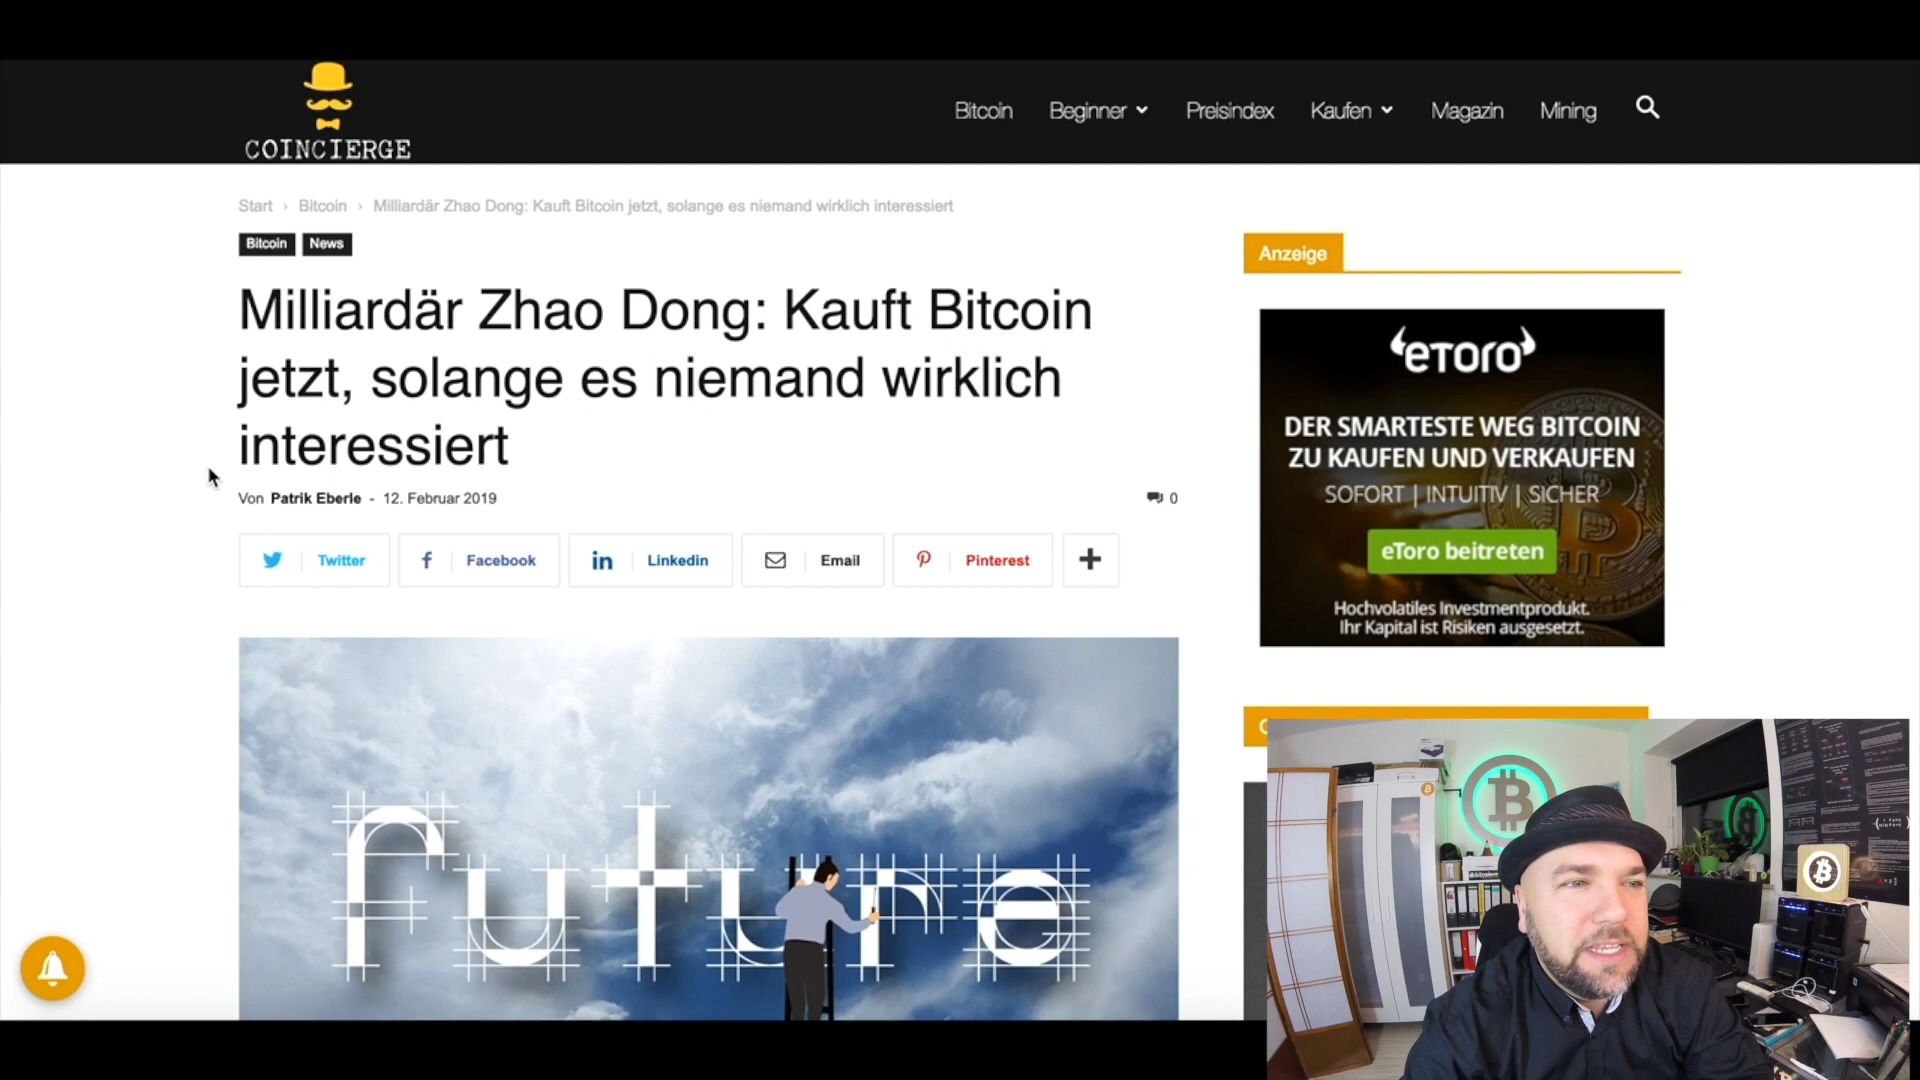 COINCIERGE
Bitcoin Beginner Preisindex Kaufen Magazin Mining
Start › Bitcoin › Milliardär Zhao Dong: Kauft Bitcoin jetzt, solange es niemand wirklich interessiert
Bitcoin News
Milliardär Zhao Dong: Kauft Bitcoin
jetzt, solange es niemand wirklich
interessiert
Von Patrik Eberle - 12. Februar 2019
0
Twitter Facebook Linkedin Email Pinterest
future
Anzeige
eToro
DER SMARTESTE WEG BITCOIN
ZU KAUFEN UND VERKAUFEN
SOFORT | INTUITIV | SICHER
eToro beitreten
Hochvolatiles Investmentprodukt.
Ihr Kapital ist Risiken ausgesetzt.